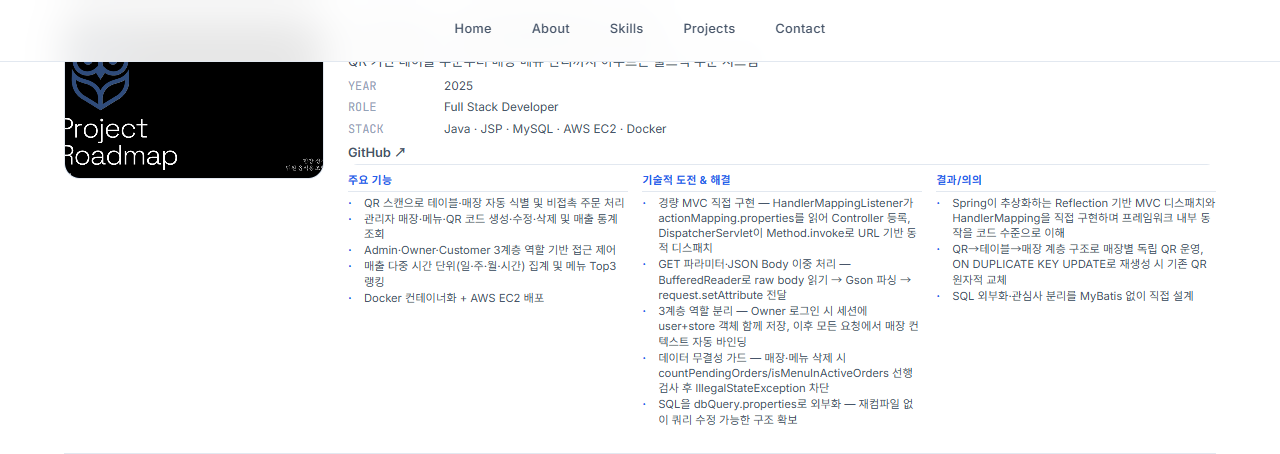 Home About Skills Projects Contact
Project
Roadmap
YEAR 2025
ROLE Full Stack Developer
STACK Java · JSP · MySQL · AWS EC2 · Docker
GitHub ↗
주요 기능
· QR 스캔으로 테이블·매장 자동 식별 및 비접촉 주문 처리
· 관리자 매장·메뉴·QR 코드 생성·수정·삭제 및 매출 통계
조회
· Admin·Owner·Customer 3계층 역할 기반 접근 제어
· 매출 다중 시간 단위(일·주·월·시간) 집계 및 메뉴 Top3
랭킹
· Docker 컨테이너화 + AWS EC2 배포
기술적 도전 & 해결
· 경량 MVC 직접 구현 — HandlerMappingListener가
actionMapping.properties를 읽어 Controller 등록,
DispatcherServlet이 Method.invoke로 URL 기반 동
적 디스패치
· GET 파라미터·JSON Body 이중 처리 —
BufferedReader로 raw body 읽기 → Gson 파싱 →
request.setAttribute 전달
· 3계층 역할 분리 — Owner 로그인 시 세션에
user+store 객체 함께 저장, 이후 모든 요청에서 매장 컨
텍스트 자동 바인딩
· 데이터 무결성 가드 — 매장·메뉴 삭제 시
countPendingOrders/isMenuInActiveOrders 선행
검사 후 IllegalStateException 차단
· SQL을 dbQuery.properties로 외부화 — 재컴파일 없
이 쿼리 수정 가능한 구조 확보
결과/의의
· Spring이 추상화하는 Reflection 기반 MVC 디스패치와
HandlerMapping을 직접 구현하며 프레임워크 내부 동
작을 코드 수준으로 이해
· QR→테이블→매장 계층 구조로 매장별 독립 QR 운영,
ON DUPLICATE KEY UPDATE로 재생성 시 기존 QR
원자적 교체
· SQL 외부화·관심사 분리를 MyBatis 없이 직접 설계